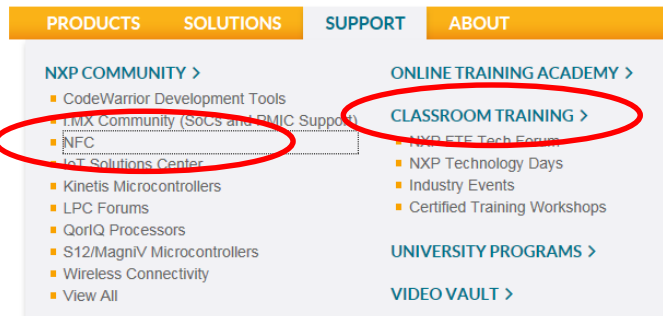 PRODUCTS SOLUTIONS SUPPORT ABOUT
NXP COMMUNITY >
CodeWarrior Development Tools
i.MX Community (SoCs and PMIC Support)
NFC
IoT Solutions Center
Kinetis Microcontrollers
LPC Forums
QorIQ Processors
S12/MagniV Microcontrollers
Wireless Connectivity
View All
ONLINE TRAINING ACADEMY >
CLASSROOM TRAINING >
NXP FTF Tech Forum
NXP Technology Days
Industry Events
Certified Training Workshops
UNIVERSITY PROGRAMS >
VIDEO VAULT >